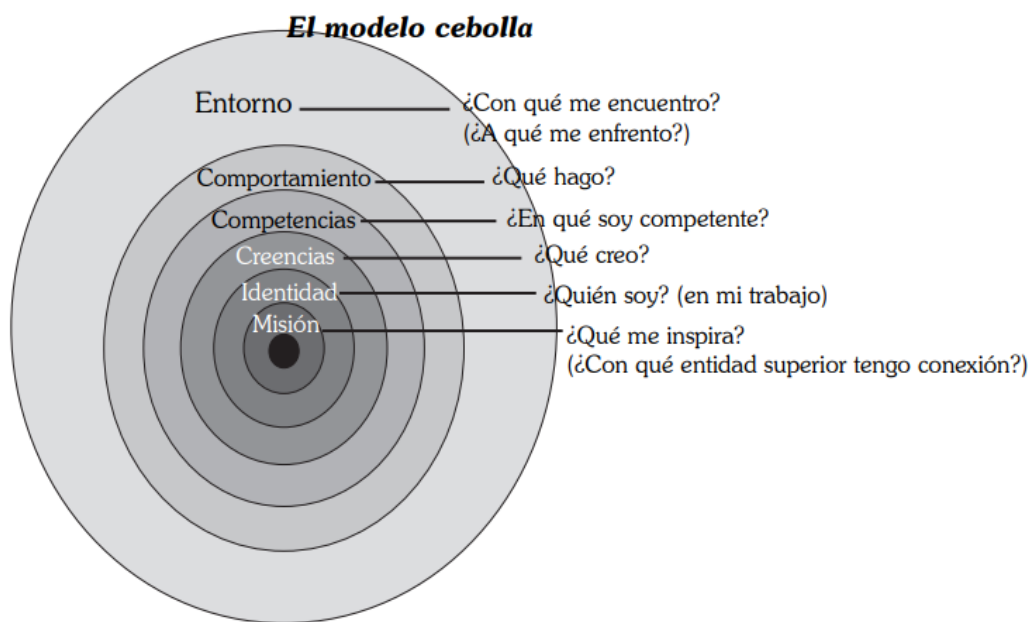 El modelo cebolla
Entorno
¿Con qué me encuentro?
(¿A qué me enfrento?)
Comportamiento
¿Qué hago?
Competencias
¿En qué soy competente?
Creencias
¿Qué creo?
Identidad
¿Quién soy? (en mi trabajo)
Misión
¿Qué me inspira?
(¿Con qué entidad superior tengo conexión?)